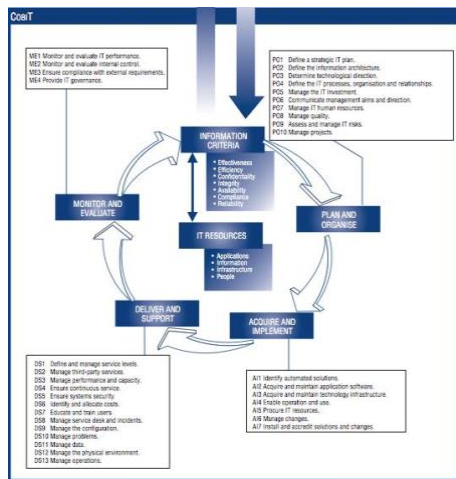 COBIT
ME1 Monitor and evaluate IT performance.
ME2 Monitor and evaluate internal control.
ME3 Ensure compliance with external requirements.
ME4 Provide IT governance.
PO1 Define a strategic IT plan.
PO2 Define the information architecture.
PO3 Determine technological direction.
PO4 Define the IT processes, organisation and relationships.
PO5 Manage the IT investment.
PO6 Communicate management aims and direction.
PO7 Manage IT human resources.
PO8 Manage quality.
PO9 Assess and manage IT risks.
PO10 Manage projects.
INFORMATION
CRITERIA
• Effectiveness
• Efficiency
• Confidentiality
• Integrity
• Availability
• Compliance
• Reliability
MONITOR AND
EVALUATE
PLAN AND
ORGANISE
IT RESOURCES
• Applications
• Information
• Infrastructure
• People
DELIVER AND
SUPPORT
ACQUIRE AND
IMPLEMENT
DS1 Define and manage service levels.
DS2 Manage third-party services.
DS3 Manage performance and capacity.
DS4 Ensure continuous service.
DS5 Ensure systems security.
DS6 Identify and allocate costs.
DS7 Educate and train users.
DS8 Manage service desk and incidents.
DS9 Manage the configuration.
DS10 Manage problems.
DS11 Manage data.
DS12 Manage the physical environment.
DS13 Manage operations.
AI1 Identify automated solutions.
AI2 Acquire and maintain application software.
AI3 Acquire and maintain technology infrastructure.
AI4 Enable operation and use.
AI5 Procure IT resources.
AI6 Manage changes.
AI7 Install and accredit solutions and changes.